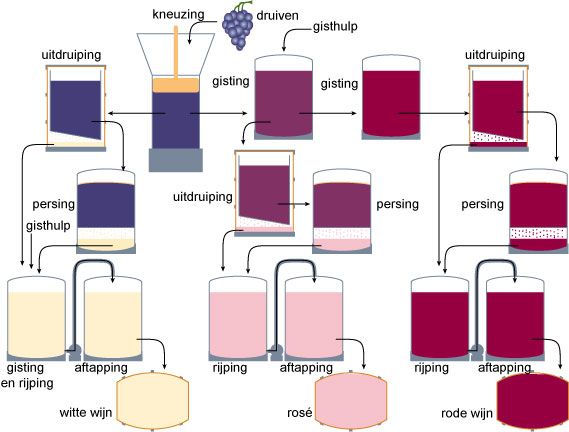 kneuzing
druiven
gisthulp
uitdruiping
gisting
gisting
uitdruiping
uitdruiping
persing
persing
persing
gisthulp
gisting
en rijping
aftapping
rijping
aftapping
rijping
aftapping
witte wijn
rosé
rode wijn